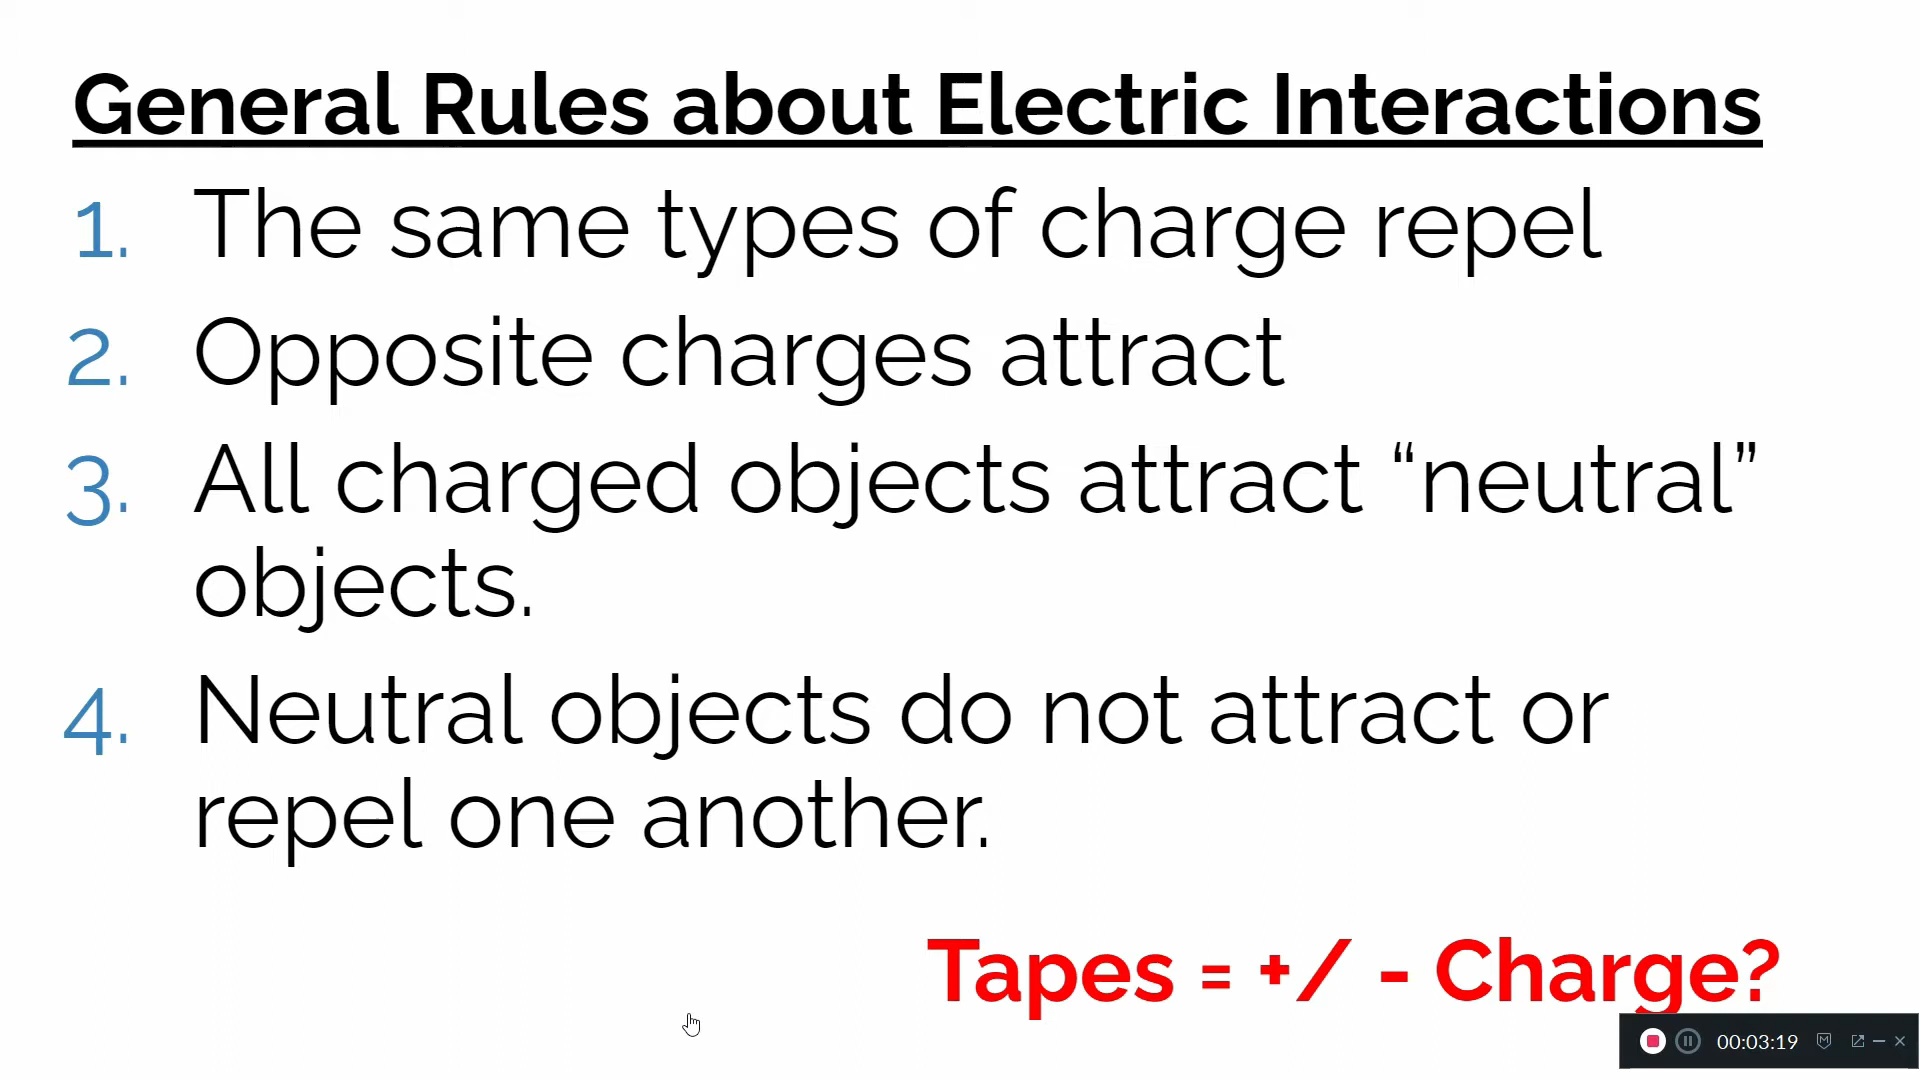 General Rules about Electric Interactions
1. The same types of charge repel
2. Opposite charges attract
3. All charged objects attract “neutral”
objects.
4. Neutral objects do not attract or
repel one another.
Tapes = +/ - Charge?
00:03:19